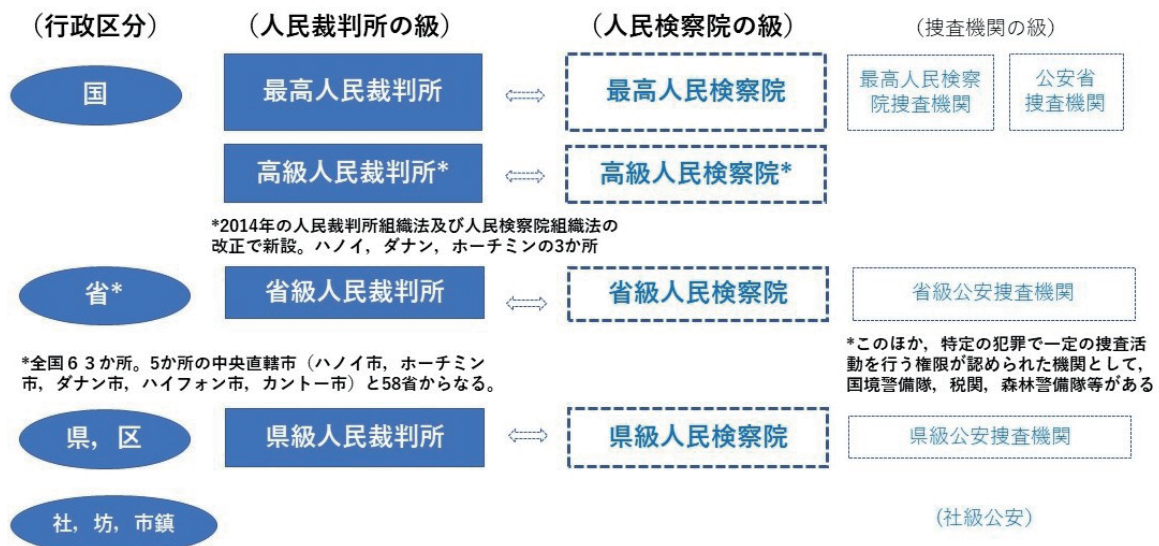 (行政区分)
(人民裁判所の級)
(人民検察院の級)
(捜査機関の級)
国
最高人民裁判所
最高人民検察院
最高人民検察
院捜査機関
公安省
捜査機関
高級人民裁判所*
高級人民検察院*
*2014年の人民裁判所組織法及び人民検察院組織法の
改正で新設。ハノイ，ダナン，ホーチミンの3か所
省*
省級人民裁判所
省級人民検察院
省級公安捜査機関
*全国６３か所。5か所の中央直轄市（ハノイ市，ホーチミン
市，ダナン市，ハイフォン市，カントー市）と58省からなる。
*このほか，特定の犯罪で一定の捜査活
動を行う権限が認められた機関として，
国境警備隊，税関，森林警備隊等がある
県，区
県級人民裁判所
県級人民検察院
県級公安捜査機関
社，坊，市鎮
(社級公安)